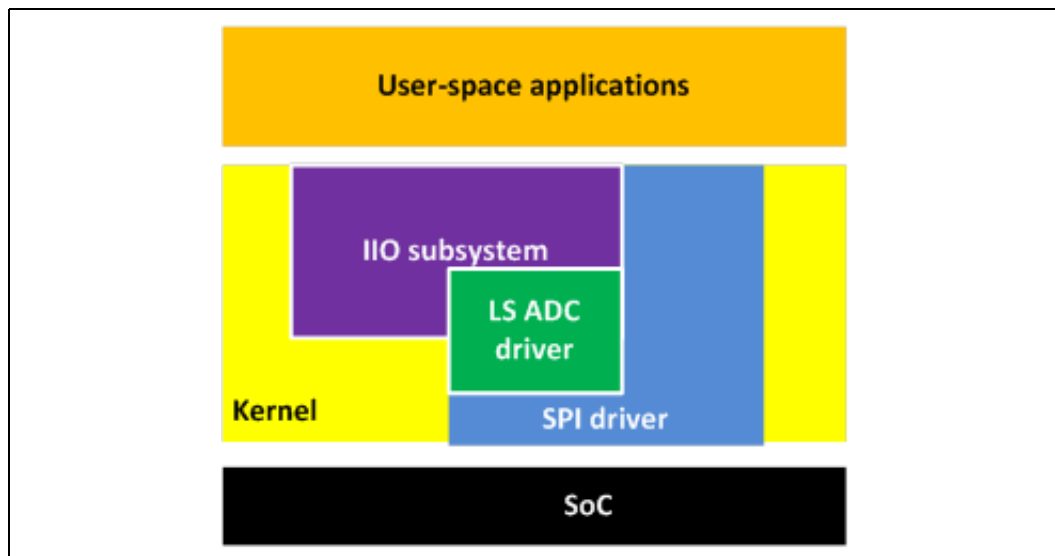 User-space applications
IIO subsystem
LS ADC
driver
Kernel
SPI driver
SoC